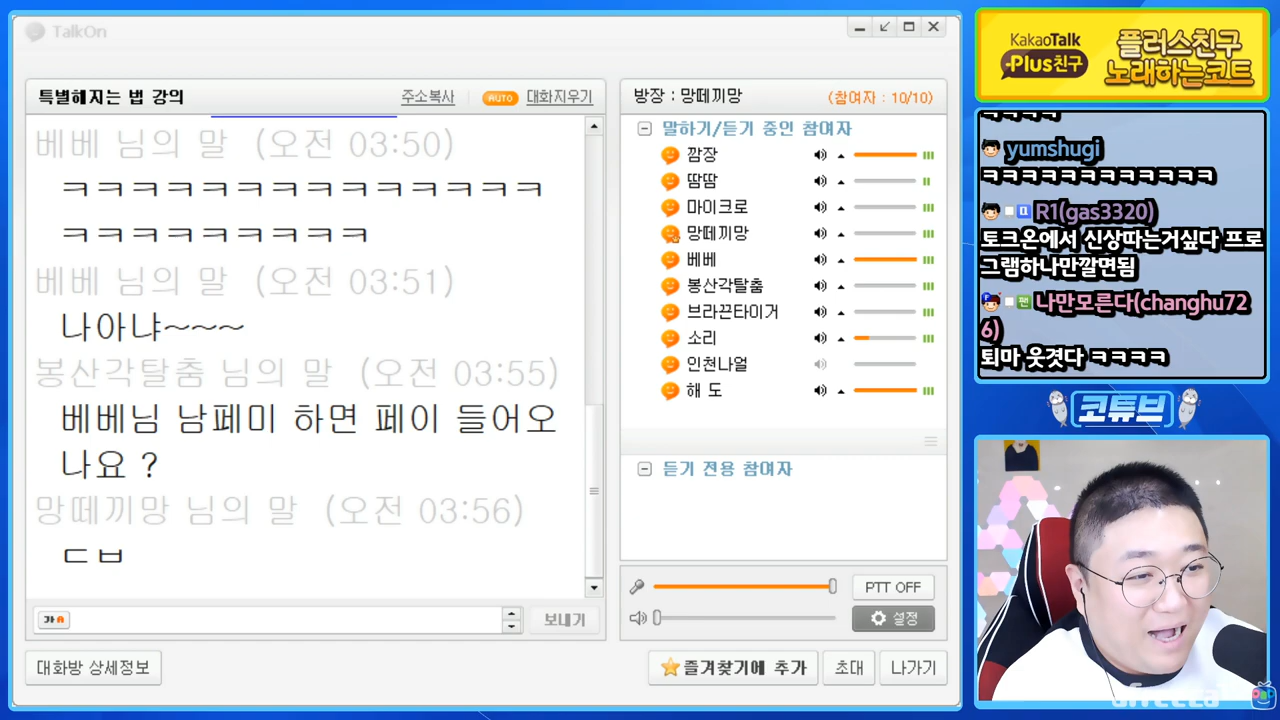 TalkOn
특별해지는 법 강의
주소복사
AUTO
대화지우기
베베 님의 말 (오전 03:50)
ㅋㅋㅋㅋㅋㅋㅋㅋㅋㅋㅋㅋㅋㅋ
ㅋㅋㅋㅋㅋㅋㅋㅋㅋ
베베 님의 말 (오전 03:51)
나아냐~~~
봉산각탈춤 님의 말 (오전 03:55)
베베님 남페미 하면 페이 들어오
나요 ?
망떼끼망 님의 말 (오전 03:56)
ㄷㅂ
가A
보내기
대화방 상세정보
방장 : 망떼끼망
(참여자 : 10/10)
말하기/듣기 중인 참여자
깜장
땀땀
마이크로
망떼끼망
베베
봉산각탈춤
브라끈타이거
소리
인천나얼
해 도
듣기 전용 참여자
PTT OFF
설정
즐겨찾기에 추가
초대
나가기
KakaoTalk
Plus친구
플러스친구
노래하는코트
ㅋㅋㅋㅋ
yumshugi
ㅋㅋㅋㅋㅋㅋㅋㅋㅋㅋㅋㅋ
R1(gas3320)
토크온에서 신상따는거싶다 프로
그램하나만깔면됨
팬 나만모른다(changhu72
6)
퇴마 웃겼다 ㅋㅋㅋㅋ
코튜브
afreeca